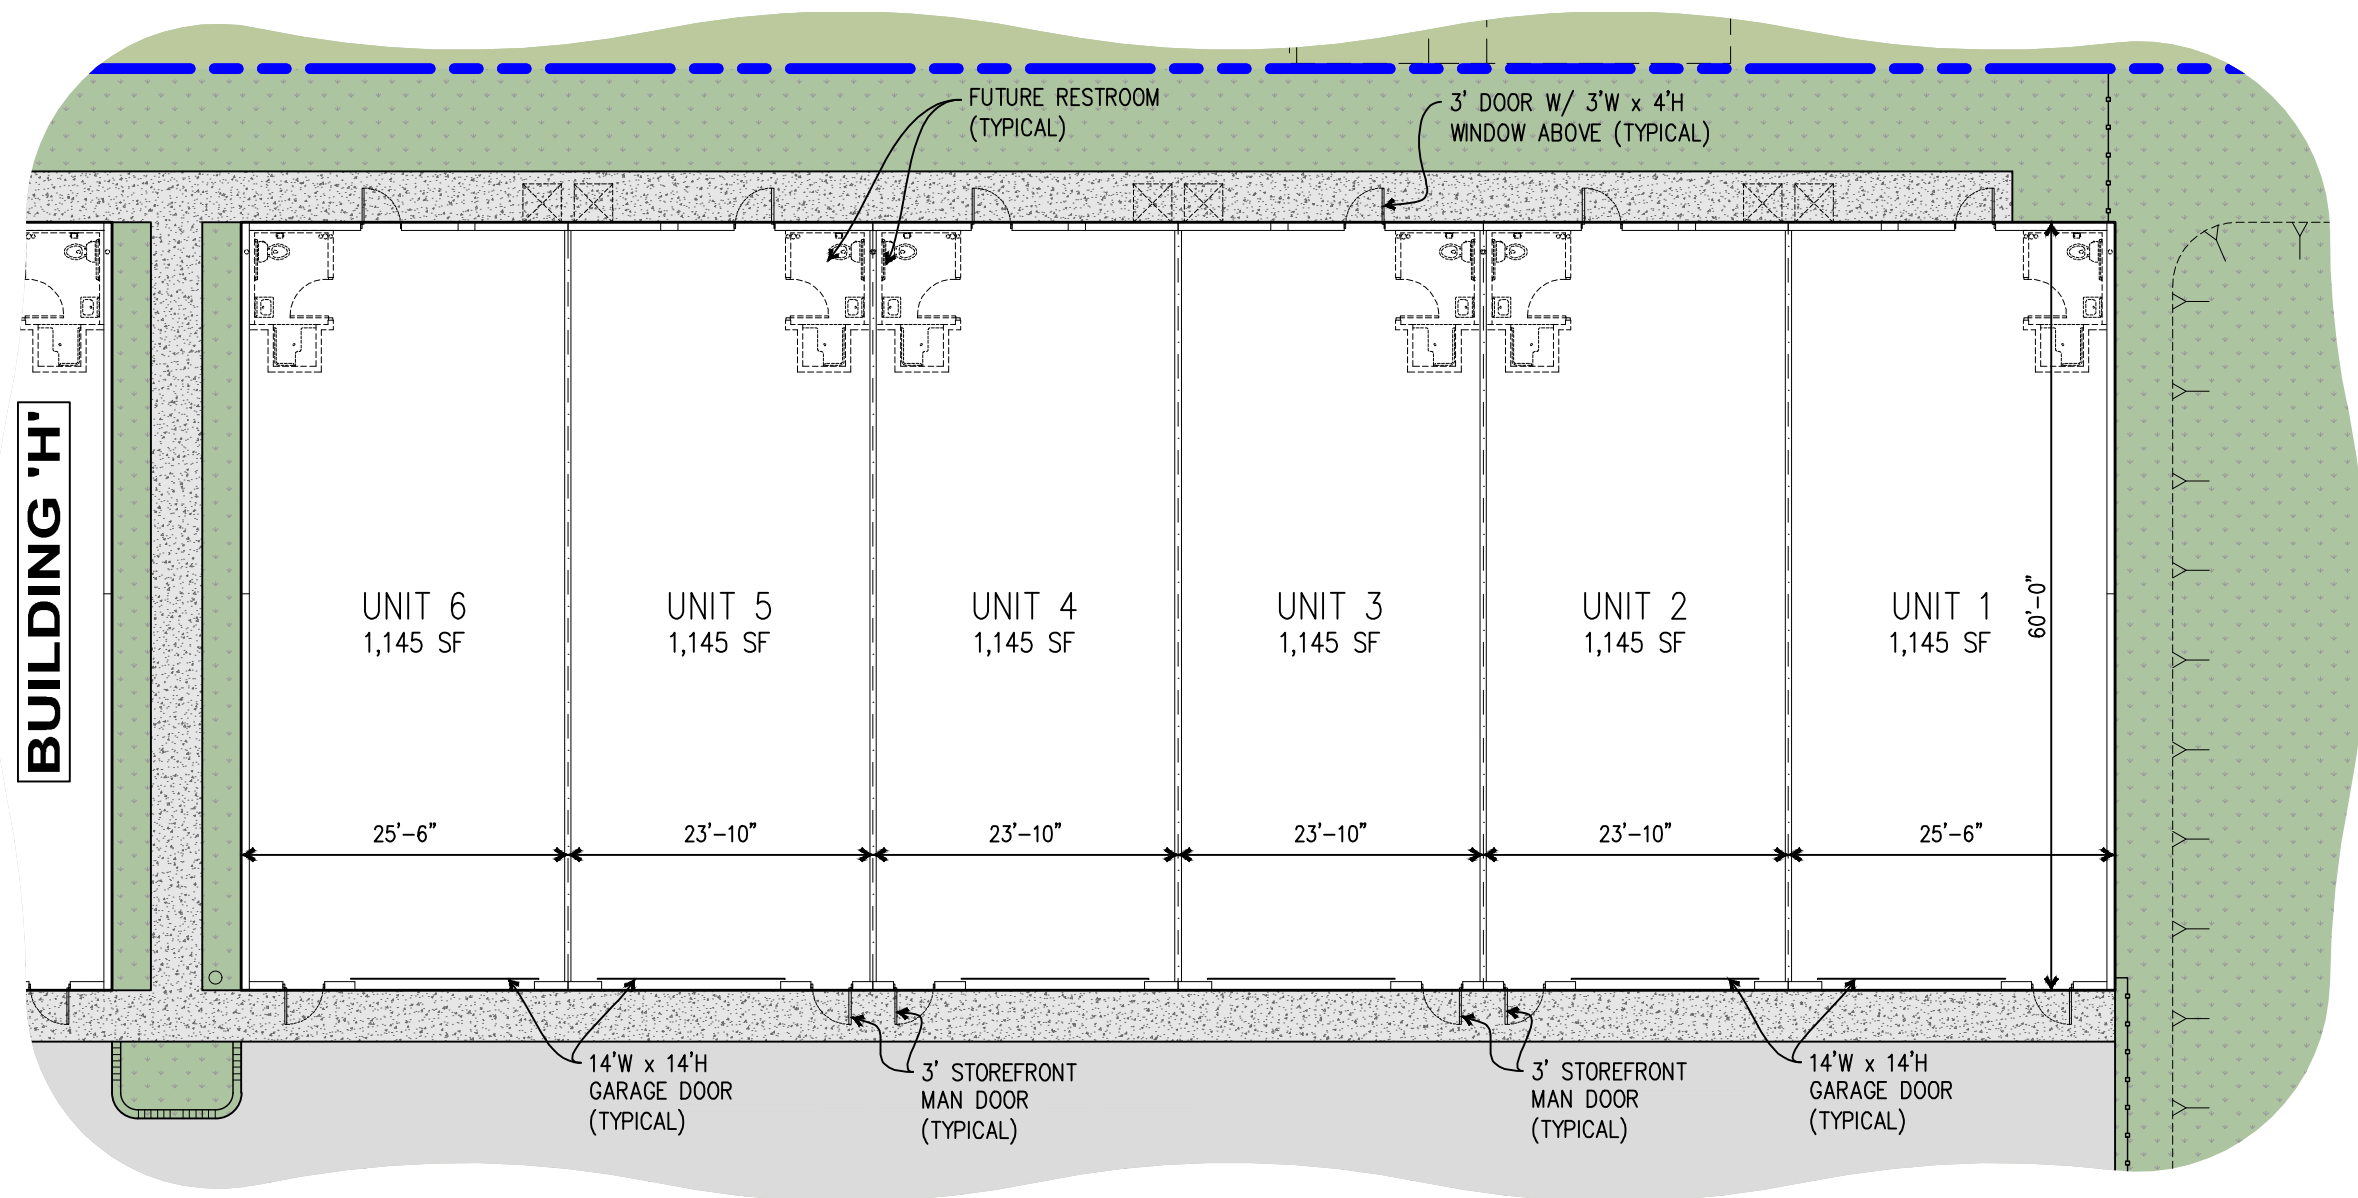 FUTURE RESTROOM
(TYPICAL)
3' DOOR W/ 3'W x 4'H
WINDOW ABOVE (TYPICAL)
BUILDING 'H'
UNIT 6
1,145 SF
UNIT 5
1,145 SF
UNIT 4
1,145 SF
UNIT 3
1,145 SF
UNIT 2
1,145 SF
UNIT 1
1,145 SF
60'-0"
25'-6"
23'-10"
23'-10"
23'-10"
23'-10"
25'-6"
14'W x 14'H
GARAGE DOOR
(TYPICAL)
3' STOREFRONT
MAN DOOR
(TYPICAL)
3' STOREFRONT
MAN DOOR
(TYPICAL)
14'W x 14'H
GARAGE DOOR
(TYPICAL)